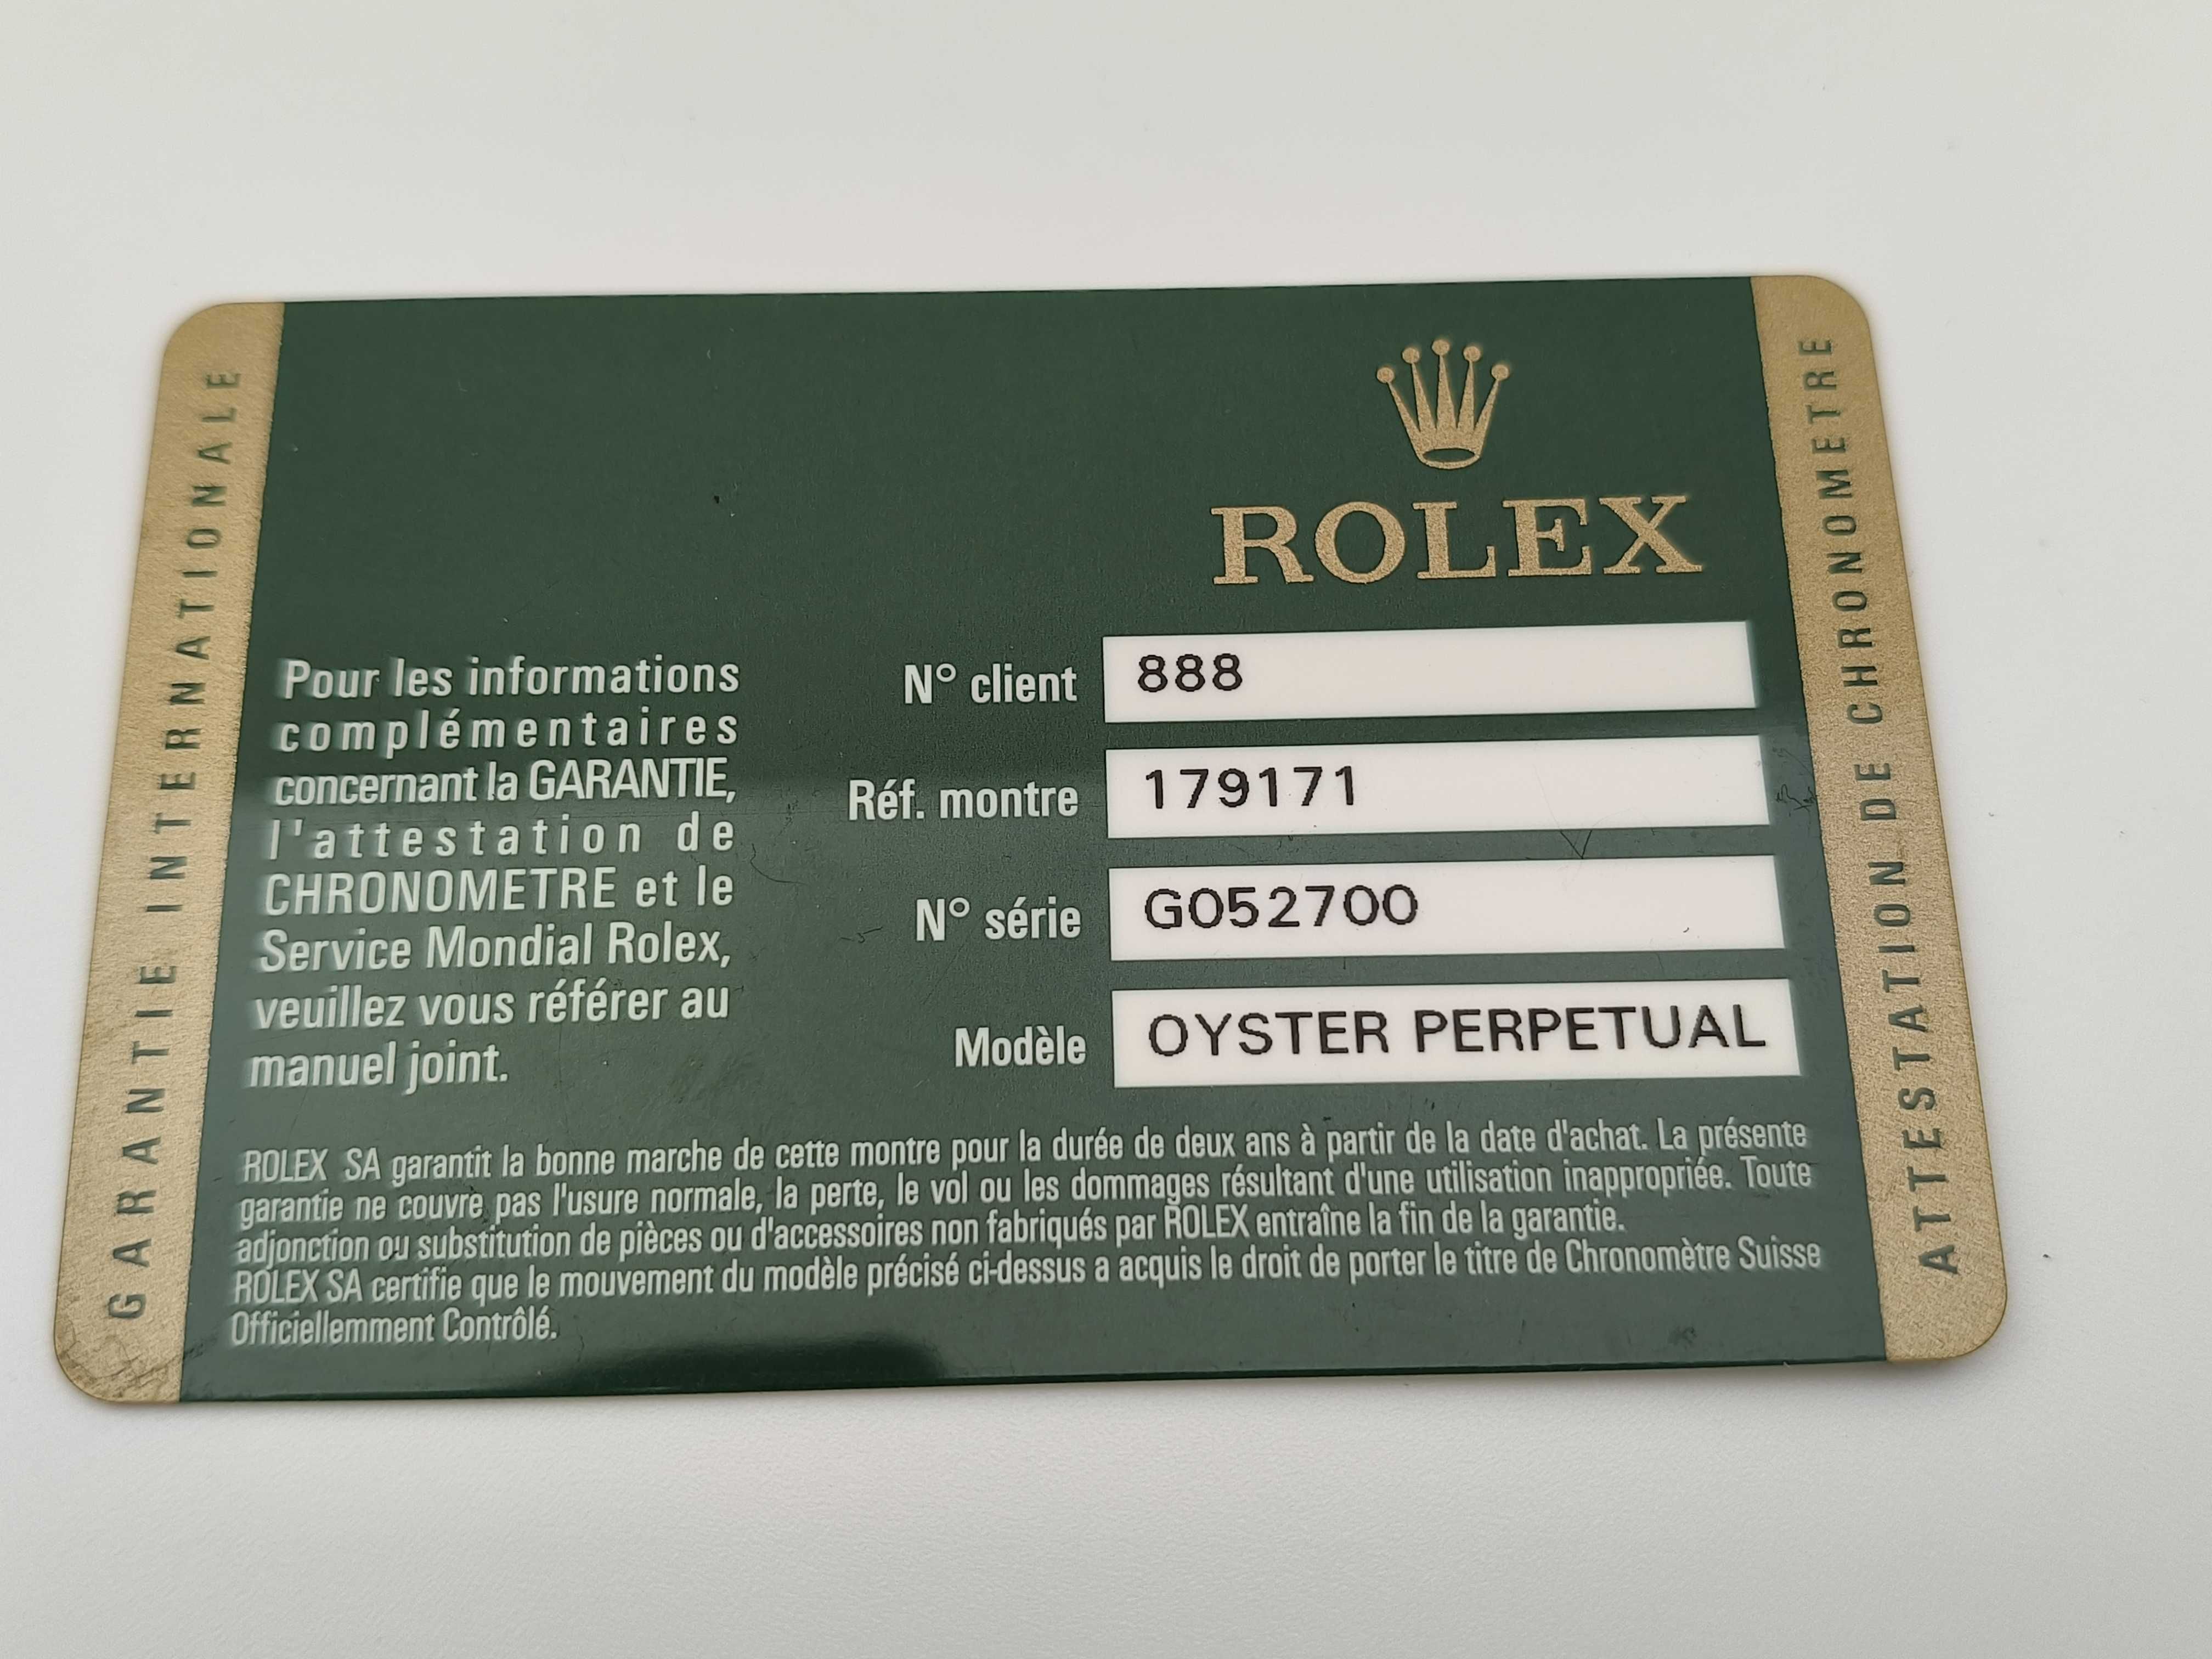 GARANTIE INTERNATIONALE
ROLEX
Pour les informations
complémentaires
concernant la GARANTIE,
l'attestation de
CHRONOMETRE et le
Service Mondial Rolex,
veuillez vous référer au
manuel joint.
N° client 888
Réf. montre 179171
N° série G052700
Modèle OYSTER PERPETUAL
ROLEX SA garantit la bonne marche de cette montre pour la durée de deux ans à partir de la date d'achat. La présente
garantie ne couvre pas l'usure normale, la perte, le vol ou les dommages résultant d'une utilisation inappropriée. Toute
adjonction ou substitution de pièces ou d'accessoires non fabriqués par ROLEX entraîne la fin de la garantie.
ROLEX SA certifie que le mouvement du modèle précisé ci-dessus a acquis le droit de porter le titre de Chronomètre Suisse
Officiellemment Contrôlé.
ATTESTATION DE CHRONOMETRE